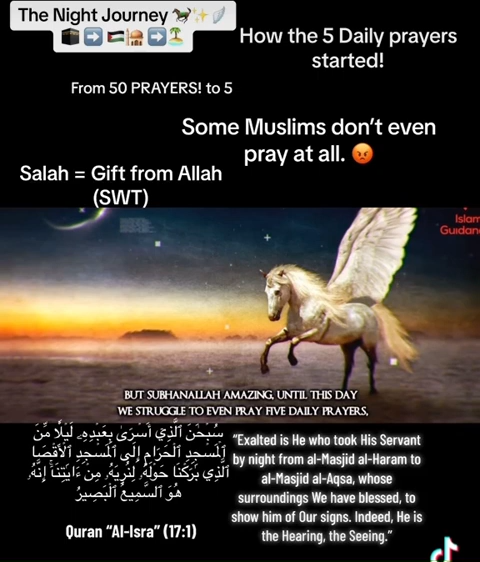 The Night Journey 🐎✨🪽
🕋➡️🇵🇸🕌➡️🏝️
How the 5 Daily prayers
started!
From 50 PRAYERS! to 5
Some Muslims don’t even
pray at all. 😡
Salah = Gift from Allah
(SWT)
Islam
Guidan
BUT SUBHANALLAH AMAZING, UNTIL THIS DAY
WE STRUGGLE TO EVEN PRAY FIVE DAILY PRAYERS,
سُبْحَٰنَ ٱلَّذِىٓ أَسْرَىٰ بِعَبْدِهِۦ لَيْلًا مِّنَ
ٱلْمَسْجِدِ ٱلْحَرَامِ إِلَى ٱلْمَسْجِدِ ٱلْأَقْصَا
ٱلَّذِى بَٰرَكْنَا حَوْلَهُۥ لِنُرِيَهُۥ مِنْ ءَايَٰتِنَآ إِنَّهُۥ
هُوَ ٱلسَّمِيعُ ٱلْبَصِيرُ
Quran “Al-Isra” (17:1)
“Exalted is He who took His Servant
by night from al-Masjid al-Haram to
al-Masjid al-Aqsa, whose
surroundings We have blessed, to
show him of Our signs. Indeed, He is
the Hearing, the Seeing.”